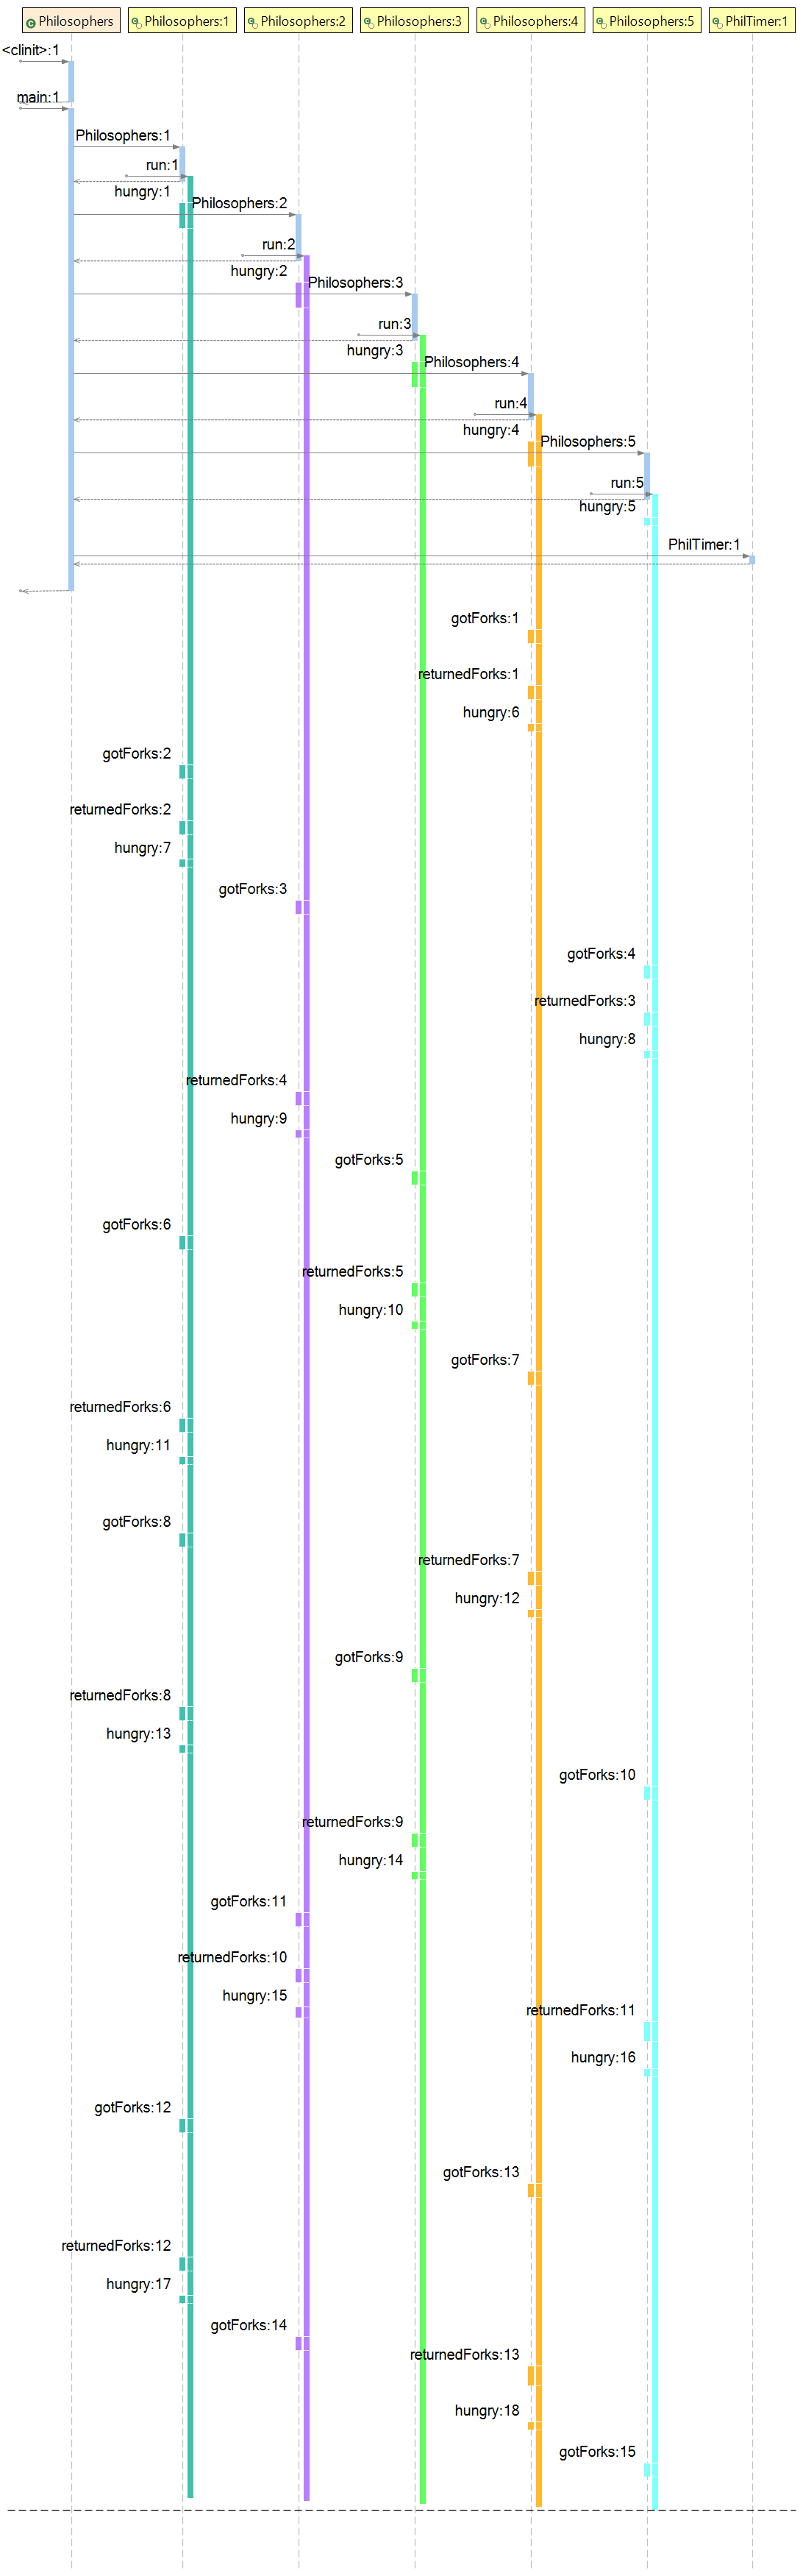 Philosophers
Philosophers:1
Philosophers:2
Philosophers:3
Philosophers:4
Philosophers:5
PhilTimer:1
<clinit>:1
main:1
Philosophers:1
run:1
hungry:1
Philosophers:2
run:2
hungry:2
Philosophers:3
run:3
hungry:3
Philosophers:4
run:4
hungry:4
Philosophers:5
run:5
hungry:5
PhilTimer:1
gotForks:1
returnedForks:1
hungry:6
gotForks:2
returnedForks:2
hungry:7
gotForks:3
gotForks:4
returnedForks:3
hungry:8
returnedForks:4
hungry:9
gotForks:5
gotForks:6
returnedForks:5
hungry:10
gotForks:7
returnedForks:6
hungry:11
gotForks:8
returnedForks:7
hungry:12
gotForks:9
returnedForks:8
hungry:13
gotForks:10
returnedForks:9
hungry:14
gotForks:11
returnedForks:10
hungry:15
returnedForks:11
hungry:16
gotForks:12
gotForks:13
returnedForks:12
hungry:17
gotForks:14
returnedForks:13
hungry:18
gotForks:15